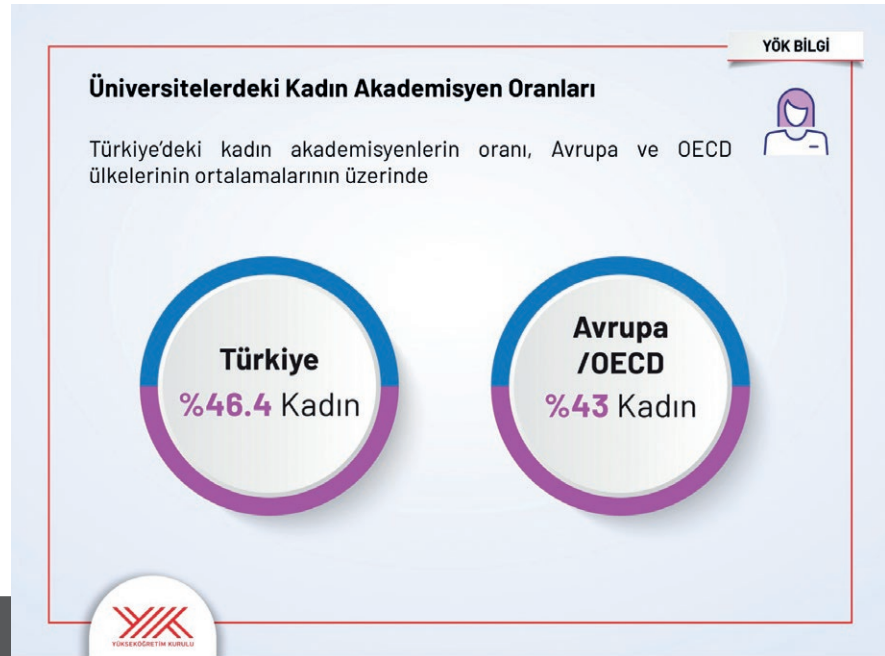 YÖK BİLGİ
Üniversitelerdeki Kadın Akademisyen Oranları
Türkiye’deki kadın akademisyenlerin oranı, Avrupa ve OECD
ülkelerinin ortalamalarının üzerinde
Türkiye
%46.4 Kadın
Avrupa
/OECD
%43 Kadın
YÜKSEKÖĞRETİM KURULU